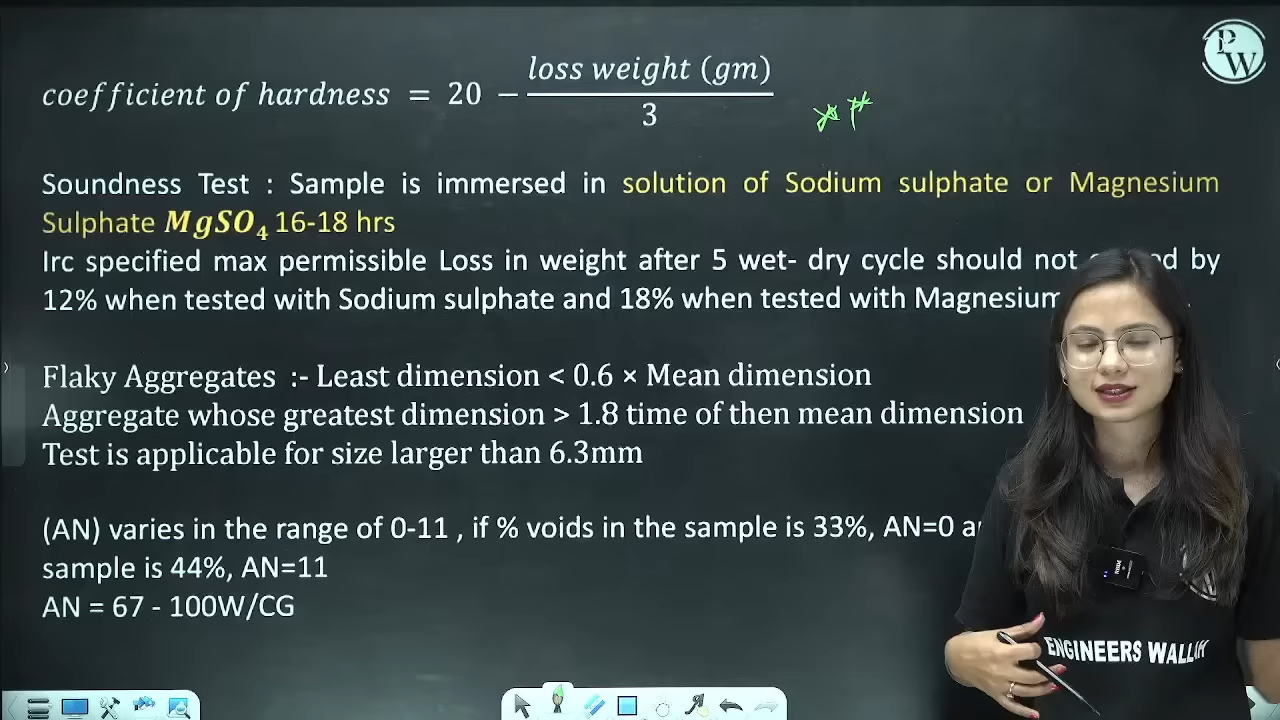 PW
coefficient of hardness = 20 − loss weight (gm) / 3
Soundness Test : Sample is immersed in solution of Sodium sulphate or Magnesium
Sulphate MgSO₄ 16-18 hrs
Irc specified max permissible Loss in weight after 5 wet- dry cycle should not by
12% when tested with Sodium sulphate and 18% when tested with Magnesium
Flaky Aggregates :- Least dimension < 0.6 × Mean dimension
Aggregate whose greatest dimension > 1.8 time of then mean dimension
Test is applicable for size larger than 6.3mm
(AN) varies in the range of 0-11 , if % voids in the sample is 33%, AN=0
sample is 44%, AN=11
AN = 67 - 100W/CG
ENGINEERS WALLAH